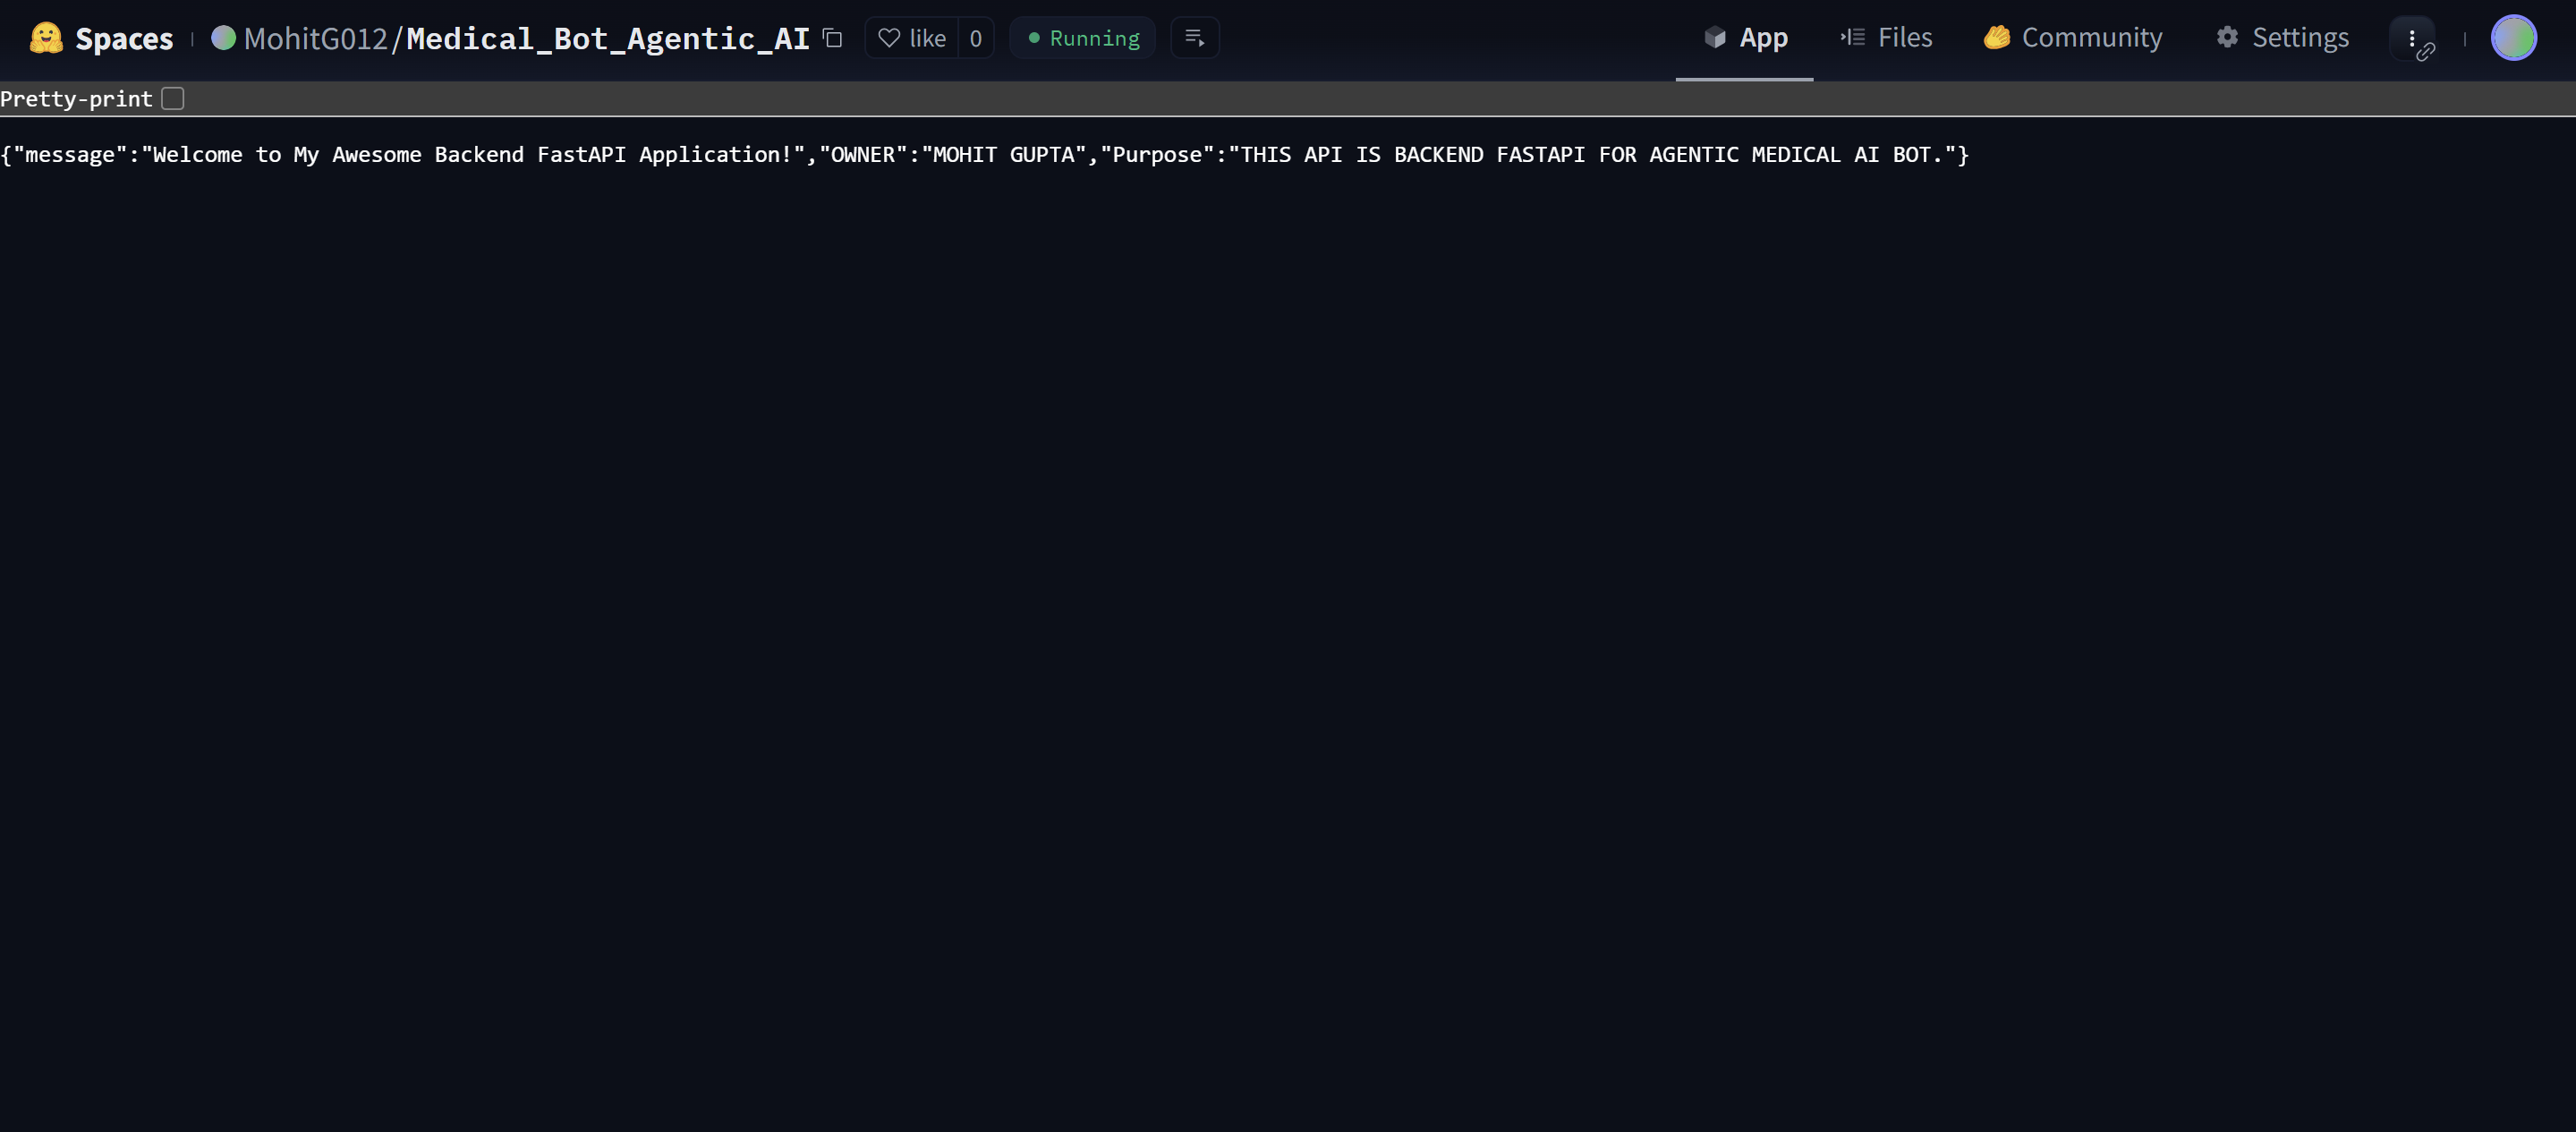 Spaces MohitG012/Medical_Bot_Agentic_AI like 0 Running App Files Community Settings
Pretty-print
{"message":"Welcome to My Awesome Backend FastAPI Application!","OWNER":"MOHIT GUPTA","Purpose":"THIS API IS BACKEND FASTAPI FOR AGENTIC MEDICAL AI BOT."}